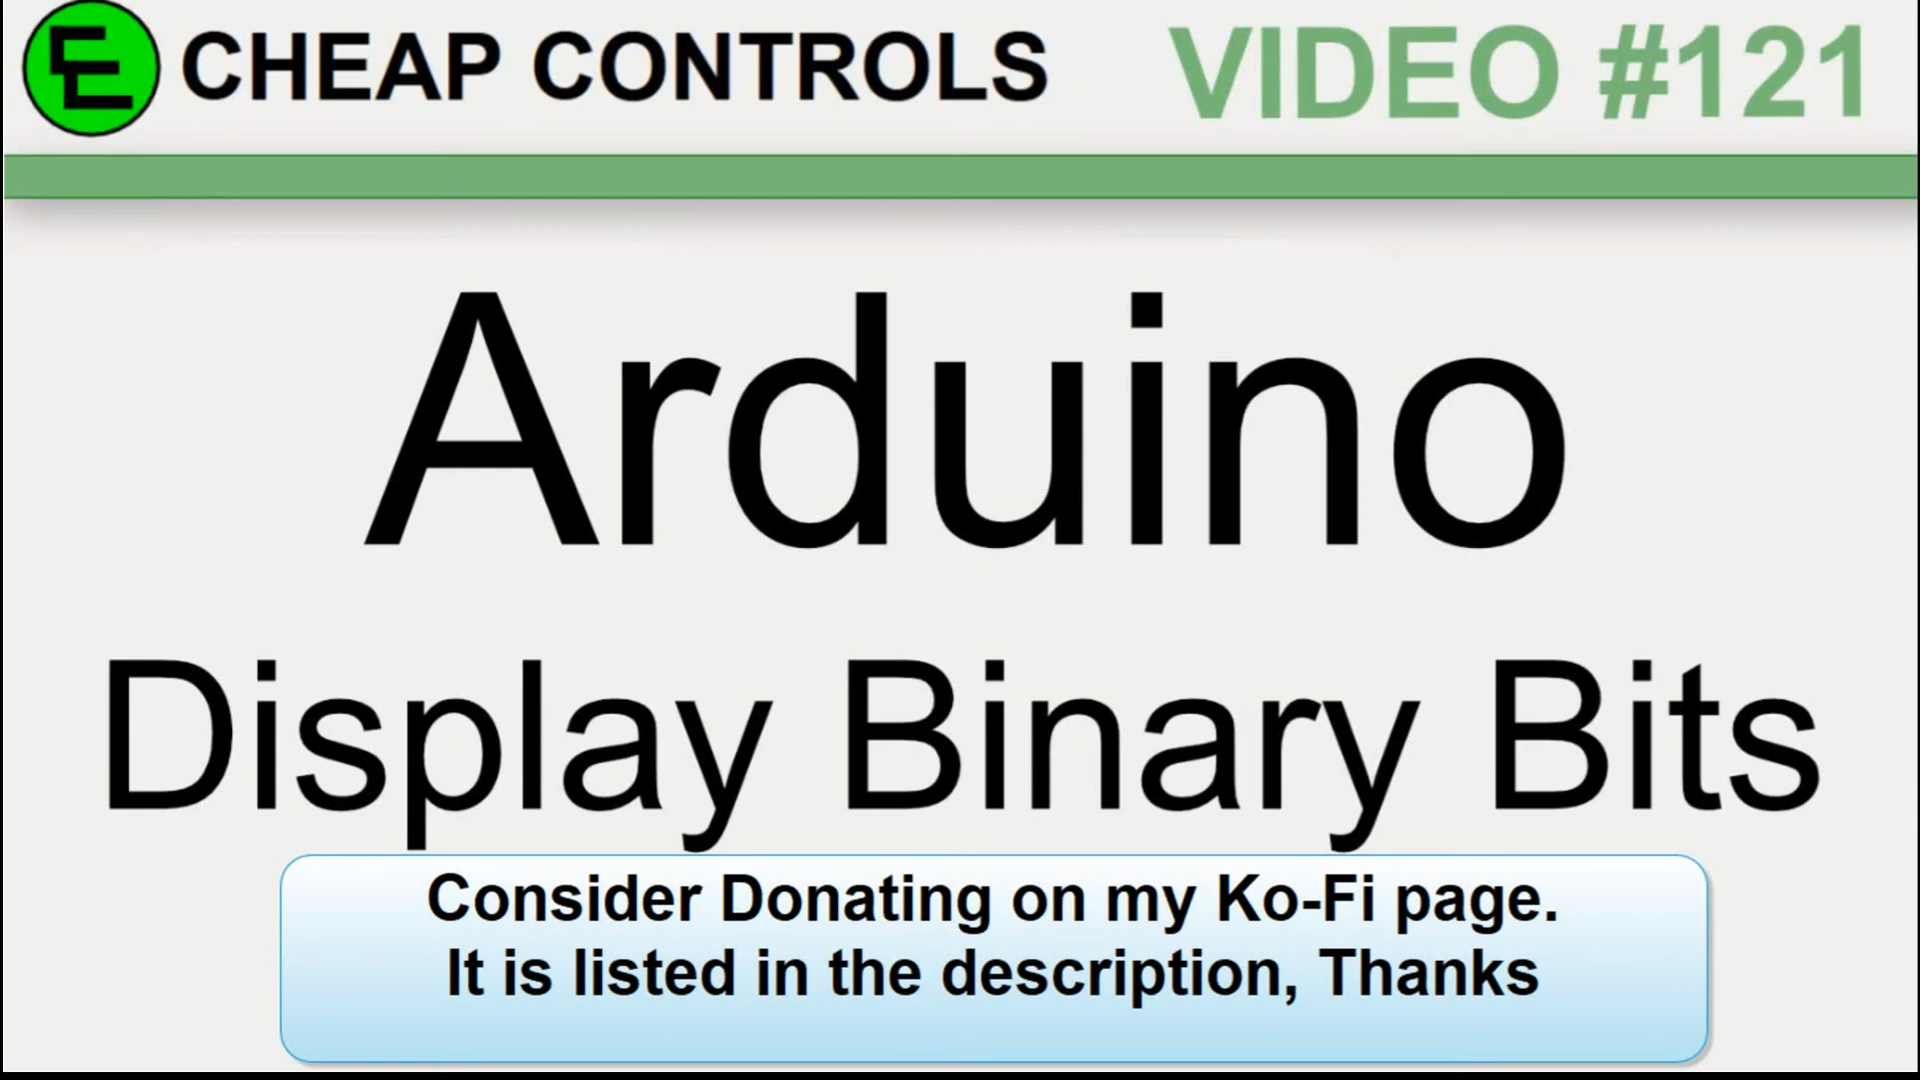 CHEAP CONTROLS VIDEO #121
Arduino
Display Binary Bits
Consider Donating on my Ko-Fi page.
It is listed in the description, Thanks